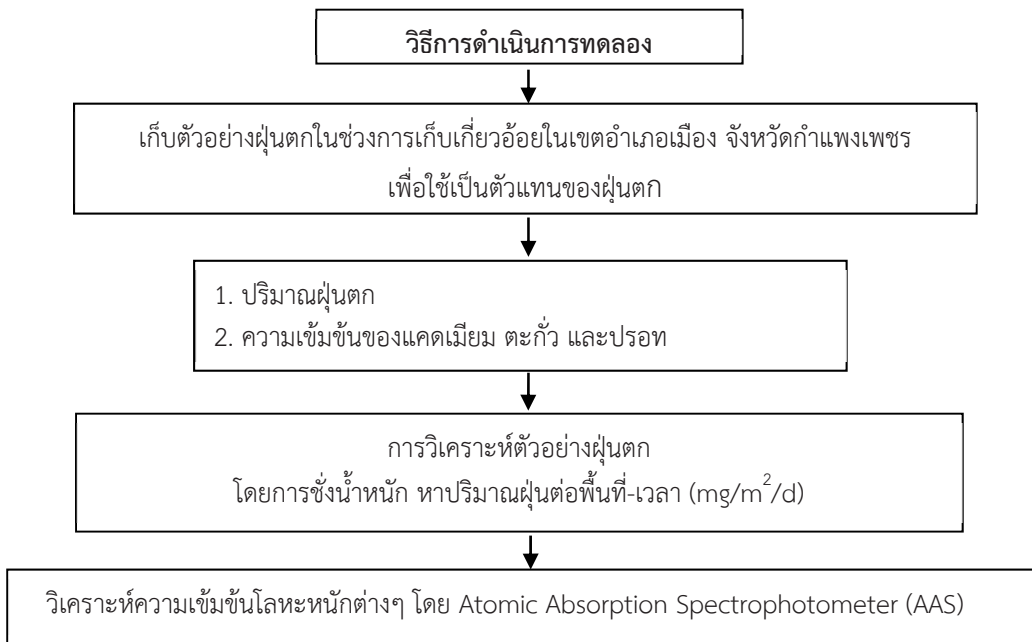 วิธีการดำเนินการทดลอง
เก็บตัวอย่างฝุ่นตกในช่วงการเก็บเกี่ยวอ้อยในเขตอำเภอเมือง จังหวัดกำแพงเพชร
เพื่อใช้เป็นตัวแทนของฝุ่นตก
1. ปริมาณฝุ่นตก
2. ความเข้มข้นของแคดเมียม ตะกั่ว และปรอท
การวิเคราะห์ตัวอย่างฝุ่นตก
โดยการชั่งน้ำหนัก หาปริมาณฝุ่นต่อพื้นที่-เวลา (mg/m²/d)
วิเคราะห์ความเข้มข้นโลหะหนักต่างๆ โดย Atomic Absorption Spectrophotometer (AAS)